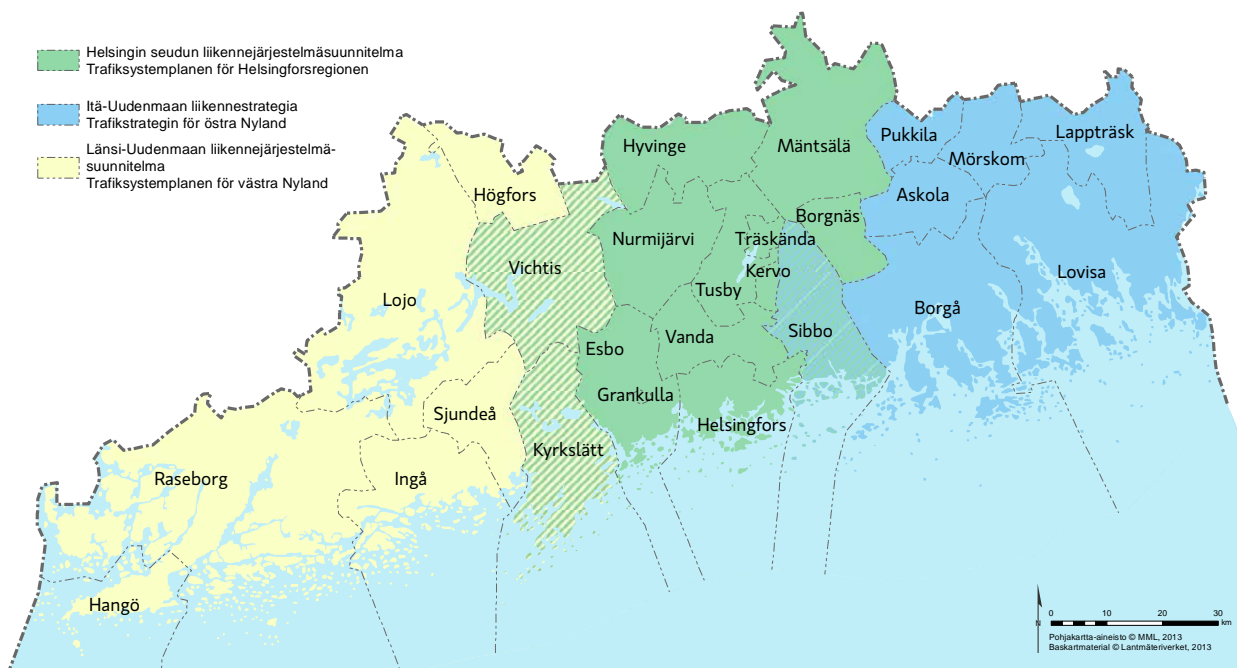 Helsingin seudun liikennejärjestelmäsuunnitelma
Trafiksystemplanen för Helsingforsregionen
Itä-Uudenmaan liikennestrategia
Trafikstrategin för östra Nyland
Länsi-Uudenmaan liikennejärjestelmä-
suunnitelma
Trafiksystemplanen för västra Nyland
Hyvinge
Mäntsälä
Pukkila
Lappträsk
Mörskom
Askola
Högfors
Borgnäs
Nurmijärvi
Träskända
Vichtis
Kervo
Lovisa
Tusby
Lojo
Borgå
Sibbo
Vanda
Esbo
Grankulla
Sjundeå
Helsingfors
Kyrkslätt
Raseborg
Ingå
Hangö
N
0 10 20 30
km
Pohjakartta-aineisto © MML, 2013
Baskartmaterial © Lantmäteriverket, 2013